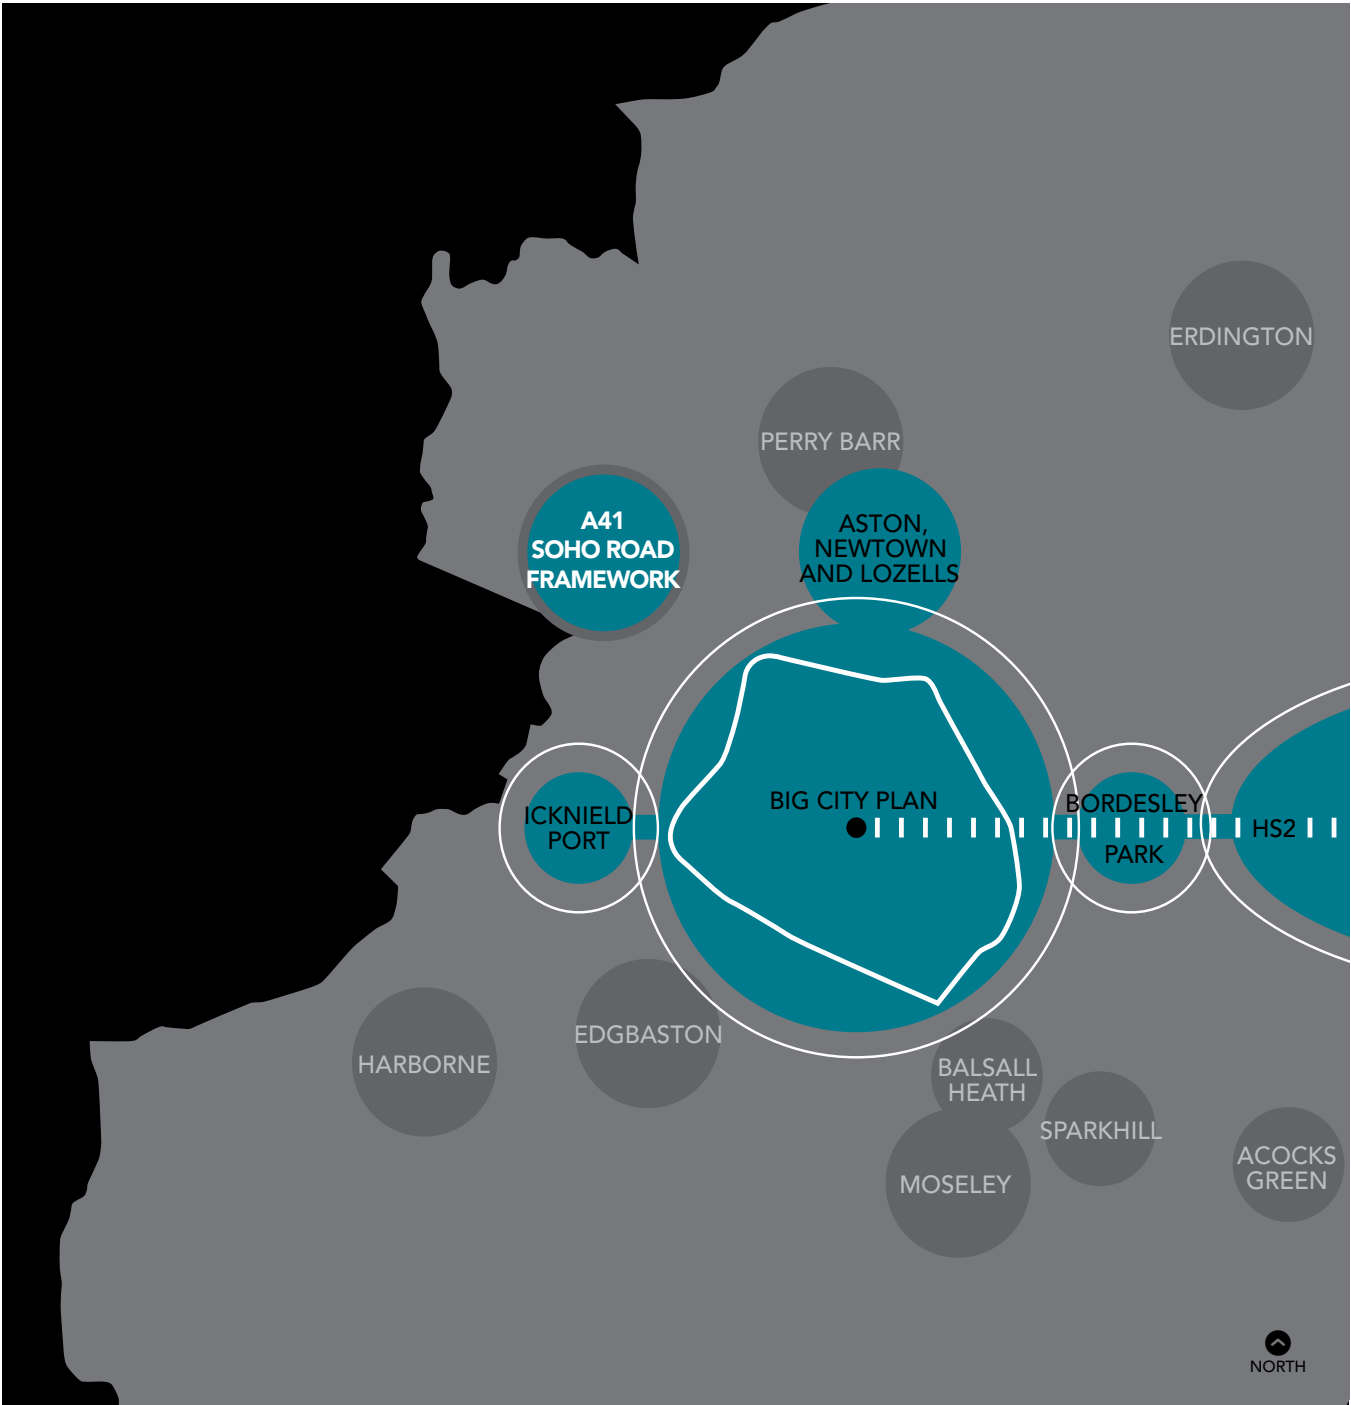 ERDINGTON
PERRY BARR
A41
SOHO ROAD
FRAMEWORK
ASTON,
NEWTOWN
AND LOZELLS
BIG CITY PLAN
ICKNIELD
PORT
BORDESLEY
PARK
HS2
EDGBASTON
HARBORNE
BALSALL
HEATH
SPARKHILL
MOSELEY
ACOCKS
GREEN
NORTH